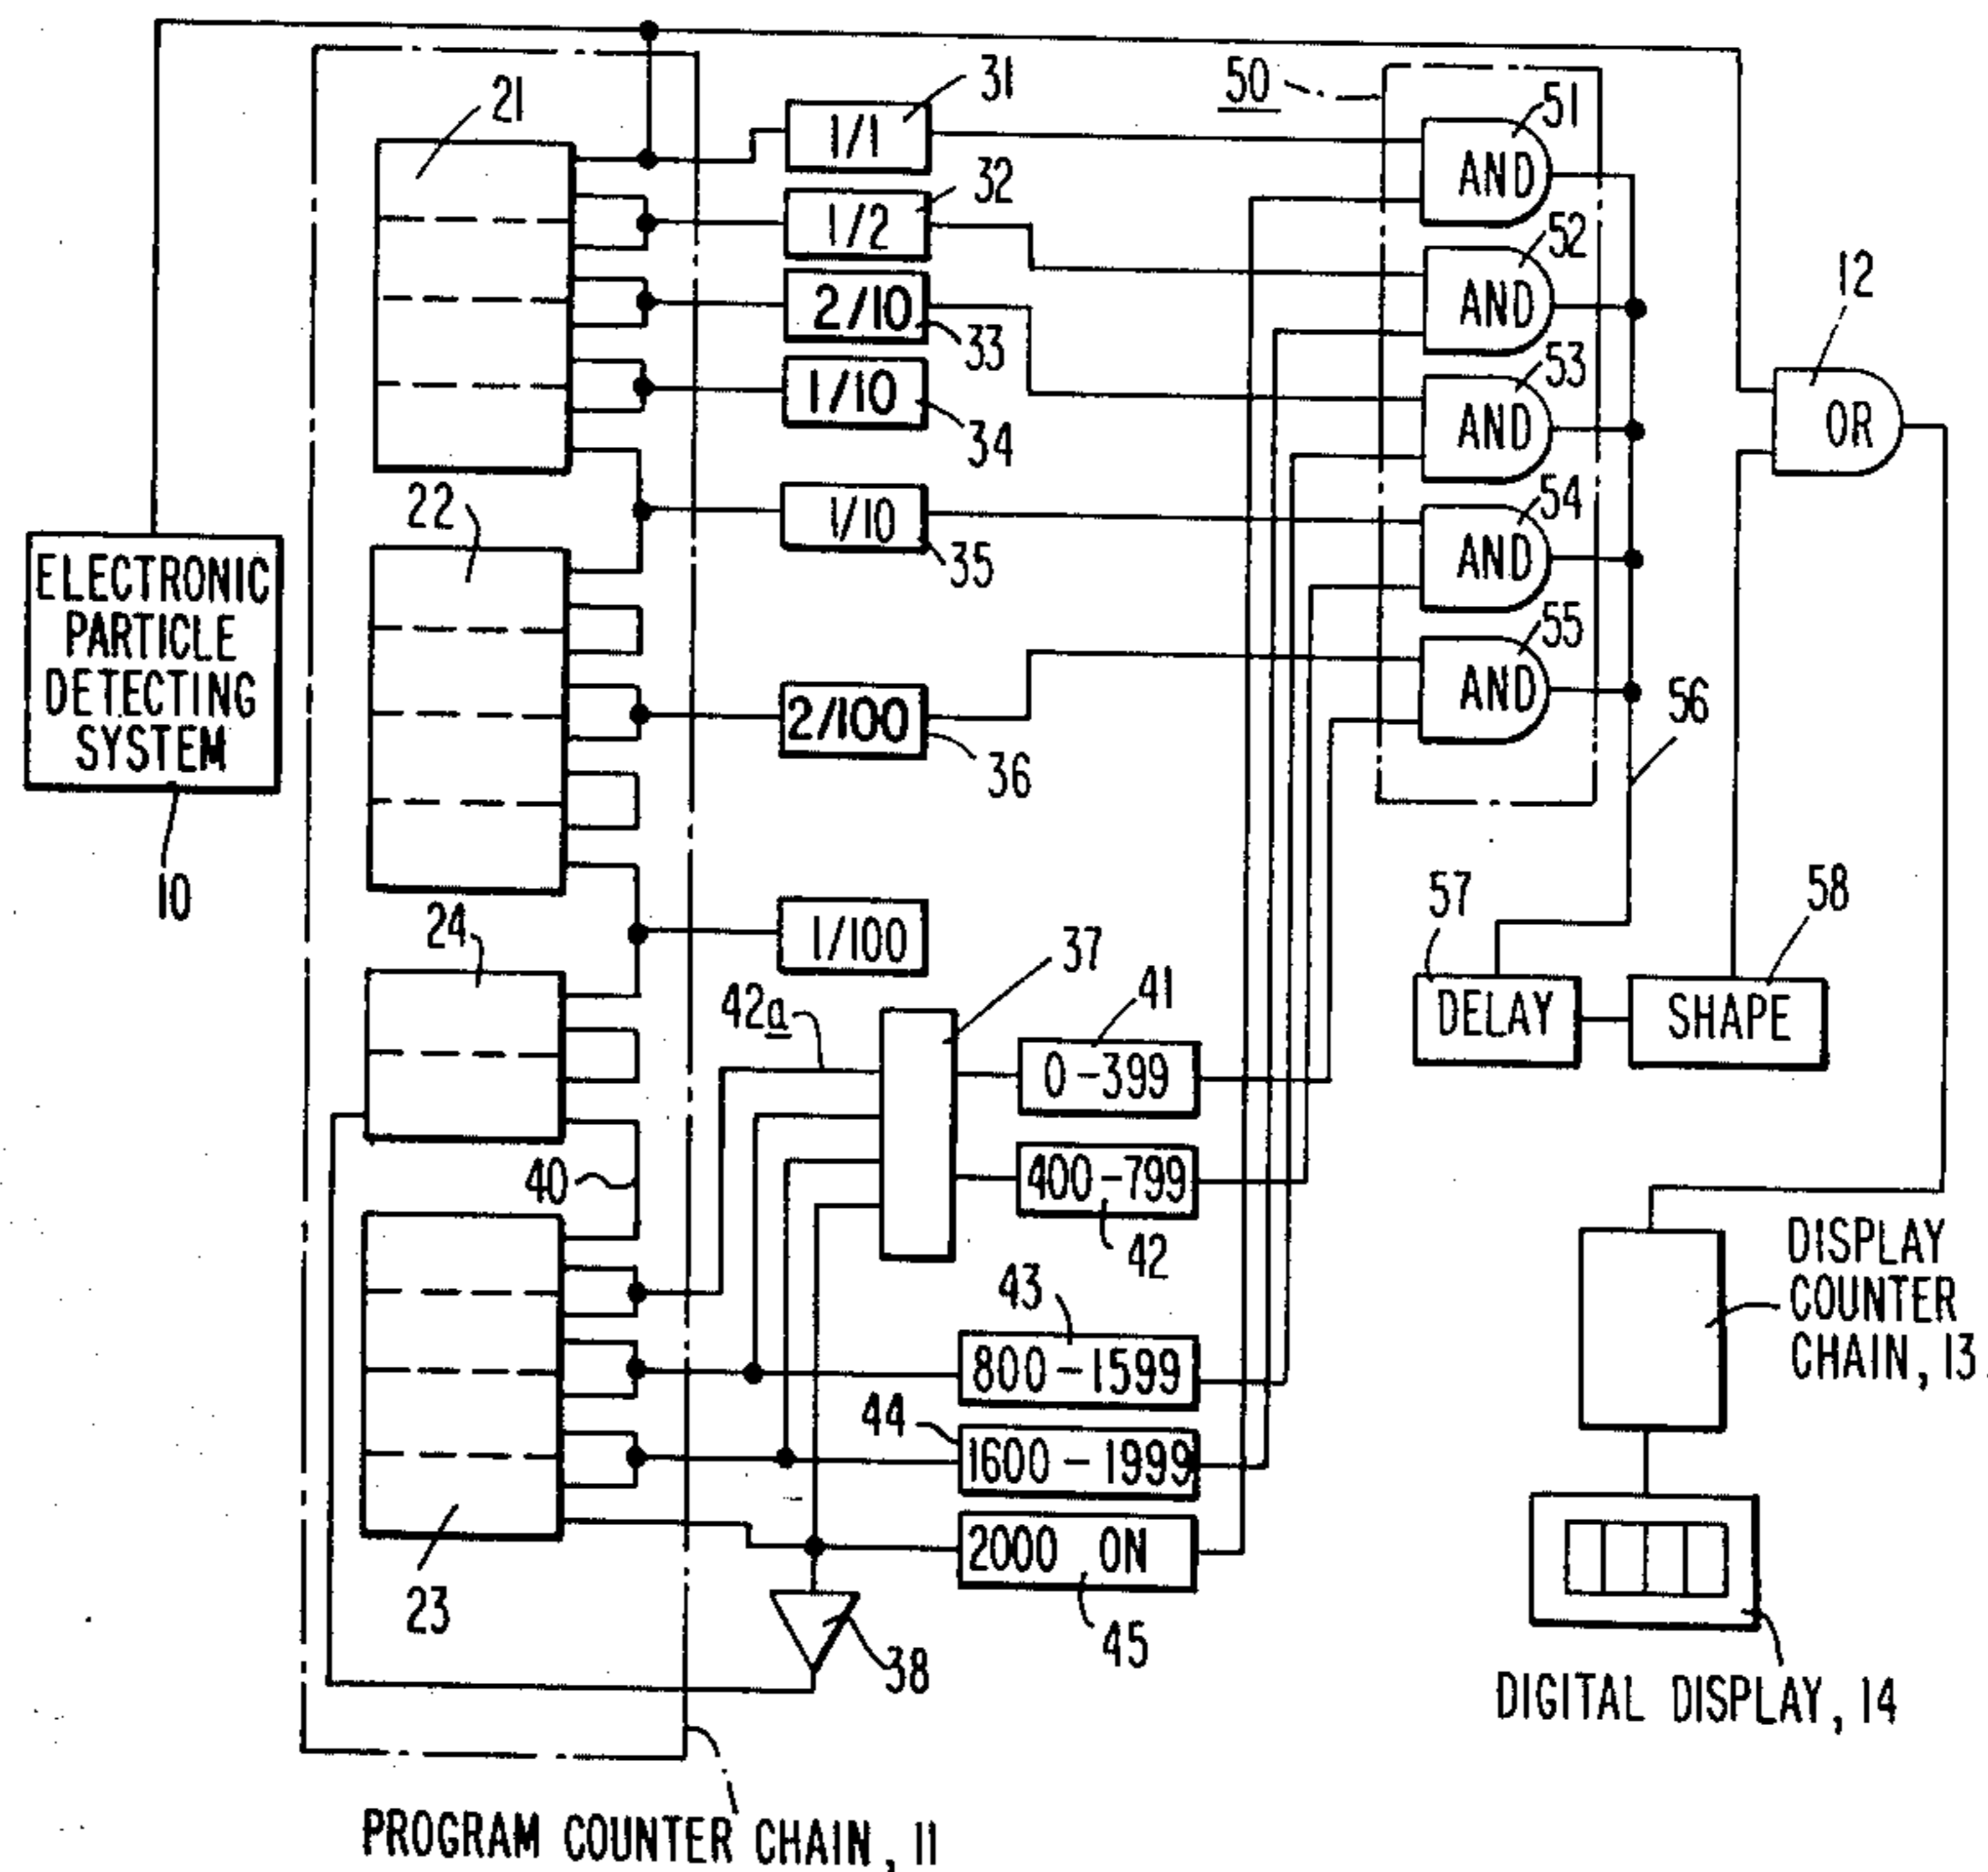 21
31
1/1
50
51
AND
32
1/2
52
AND
12
OR
2/10
33
53
AND
1/10
34
22
1/10
35
54
AND
ELECTRONIC
PARTICLE
DETECTING
SYSTEM
10
55
AND
56
2/100
36
24
1/100
37
57
DELAY
58
SHAPE
42a
41
0-399
40
400-799
42
DISPLAY
COUNTER
CHAIN, 13.
43
800-1599
44
1600-1999
23
2000 ON
45
38
DIGITAL DISPLAY, 14
PROGRAM COUNTER CHAIN, 11